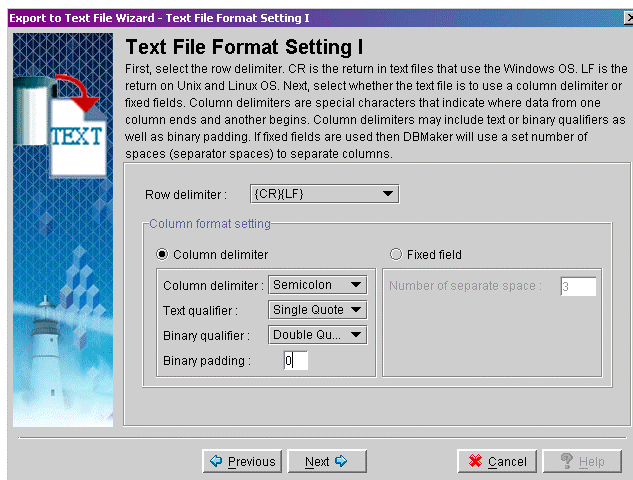 Export to Text File Wizard - Text File Format Setting I
Text File Format Setting I
First, select the row delimiter. CR is the return in text files that use the Windows OS. LF is the
return on Unix and Linux OS. Next, select whether the text file is to use a column delimiter or
fixed fields. Column delimiters are special characters that indicate where data from one
column ends and another begins. Column delimiters may include text or binary qualifiers as
well as binary padding. If fixed fields are used then DBMaker will use a set number of
spaces (separator spaces) to separate columns.
TEXT
Row delimiter : {CR}{LF}
Column format setting
Column delimiter
Fixed field
Column delimiter : Semicolon
Number of separate space : 3
Text qualifier : Single Quote
Binary qualifier : Double Qu...
Binary padding : 0
Previous Next Cancel Help